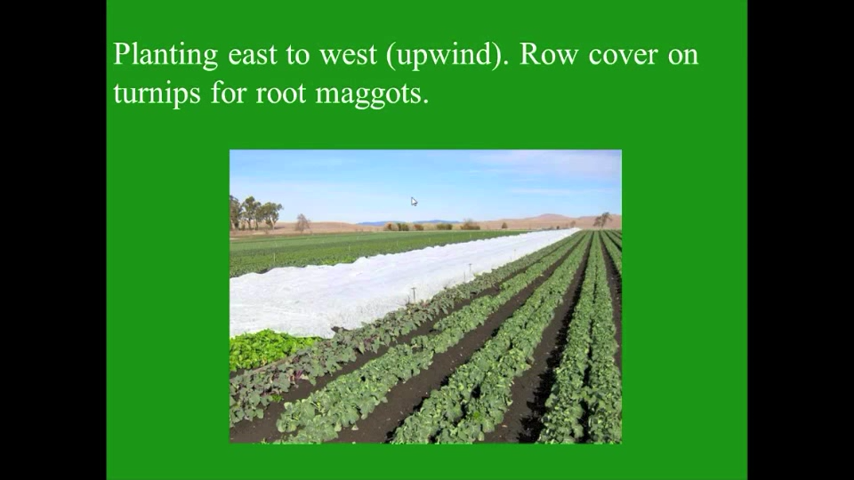 Planting east to west (upwind). Row cover on
turnips for root maggots.